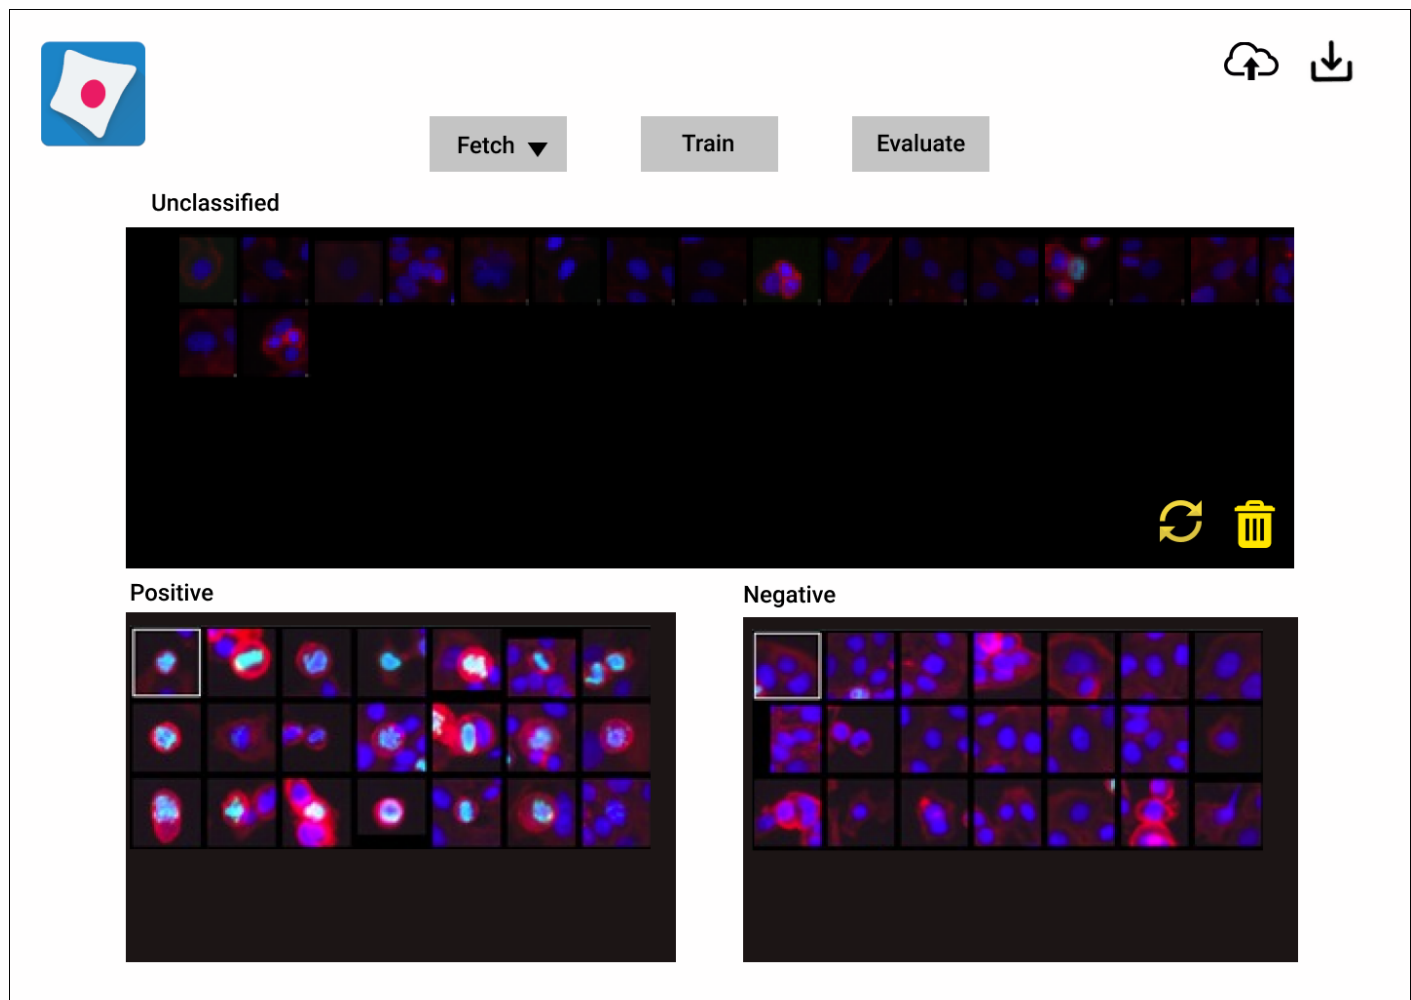 Fetch
Train
Evaluate
Unclassified
Positive
Negative